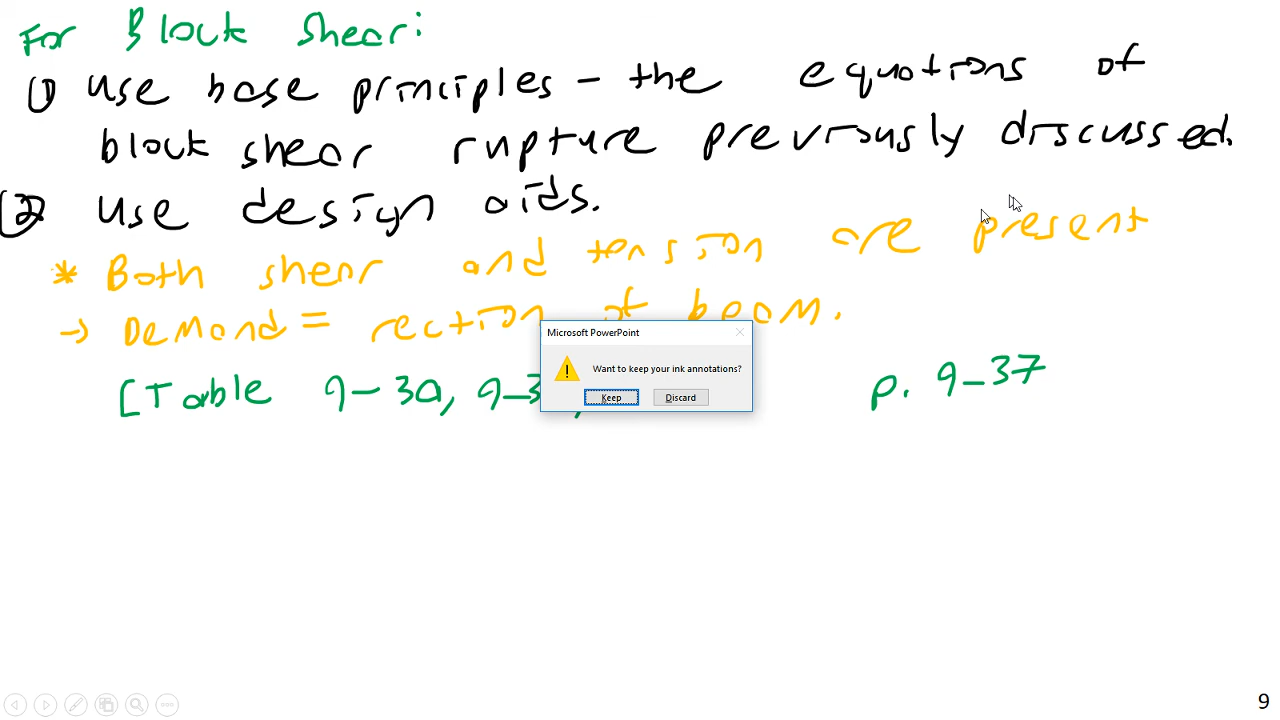 For Block Shear:
(1) use base principles - the equations of
block shear rupture previously discussed.
(2) use design aids.
* Both shear and tension are present
→ Demand = rection of beam.
[Table 9-3a, 9-3 p. 9-37
Microsoft PowerPoint
Want to keep your ink annotations?
Keep Discard
9